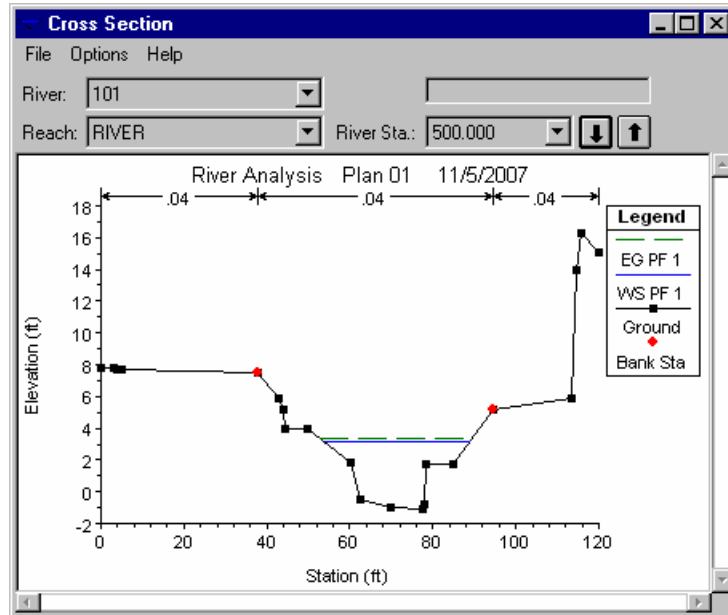 Cross Section
File Options Help
River: 101
Reach: RIVER River Sta.: 500.000
River Analysis Plan 01 11/5/2007
.04 .04 .04
18
16
14
12
10
8
6
4
2
0
-2
Elevation (ft)
0 20 40 60 80 100 120
Station (ft)
Legend
EG PF 1
WS PF 1
Ground
Bank Sta